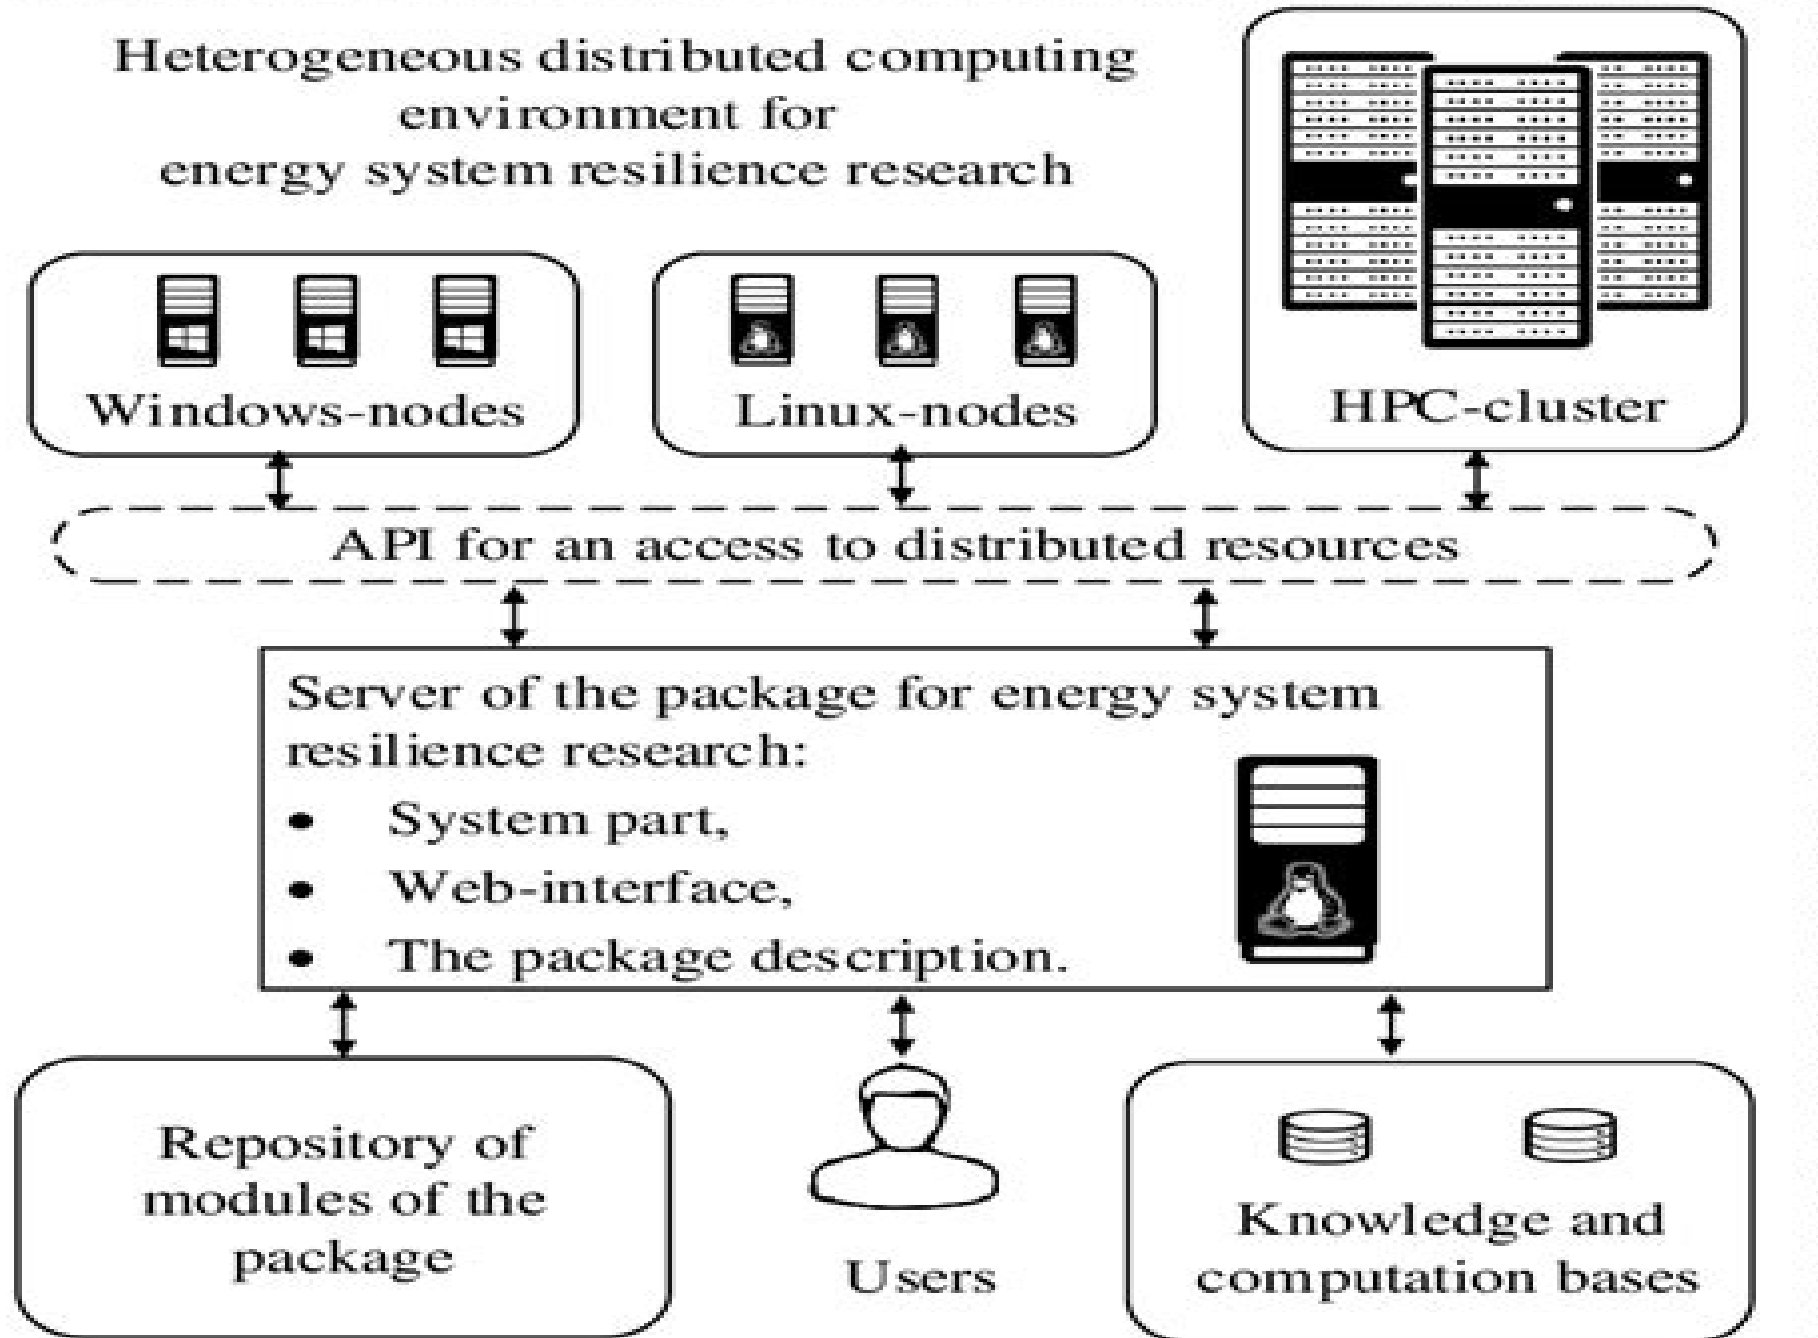 Heterogeneous distributed computing
environment for
energy system resilience research
Windows-nodes
Linux-nodes
HPC-cluster
API for an access to distributed resources
Server of the package for energy system
resilience research:
• System part,
• Web-interface,
• The package description.
Repository of
modules of the
package
Users
Knowledge and
computation bases